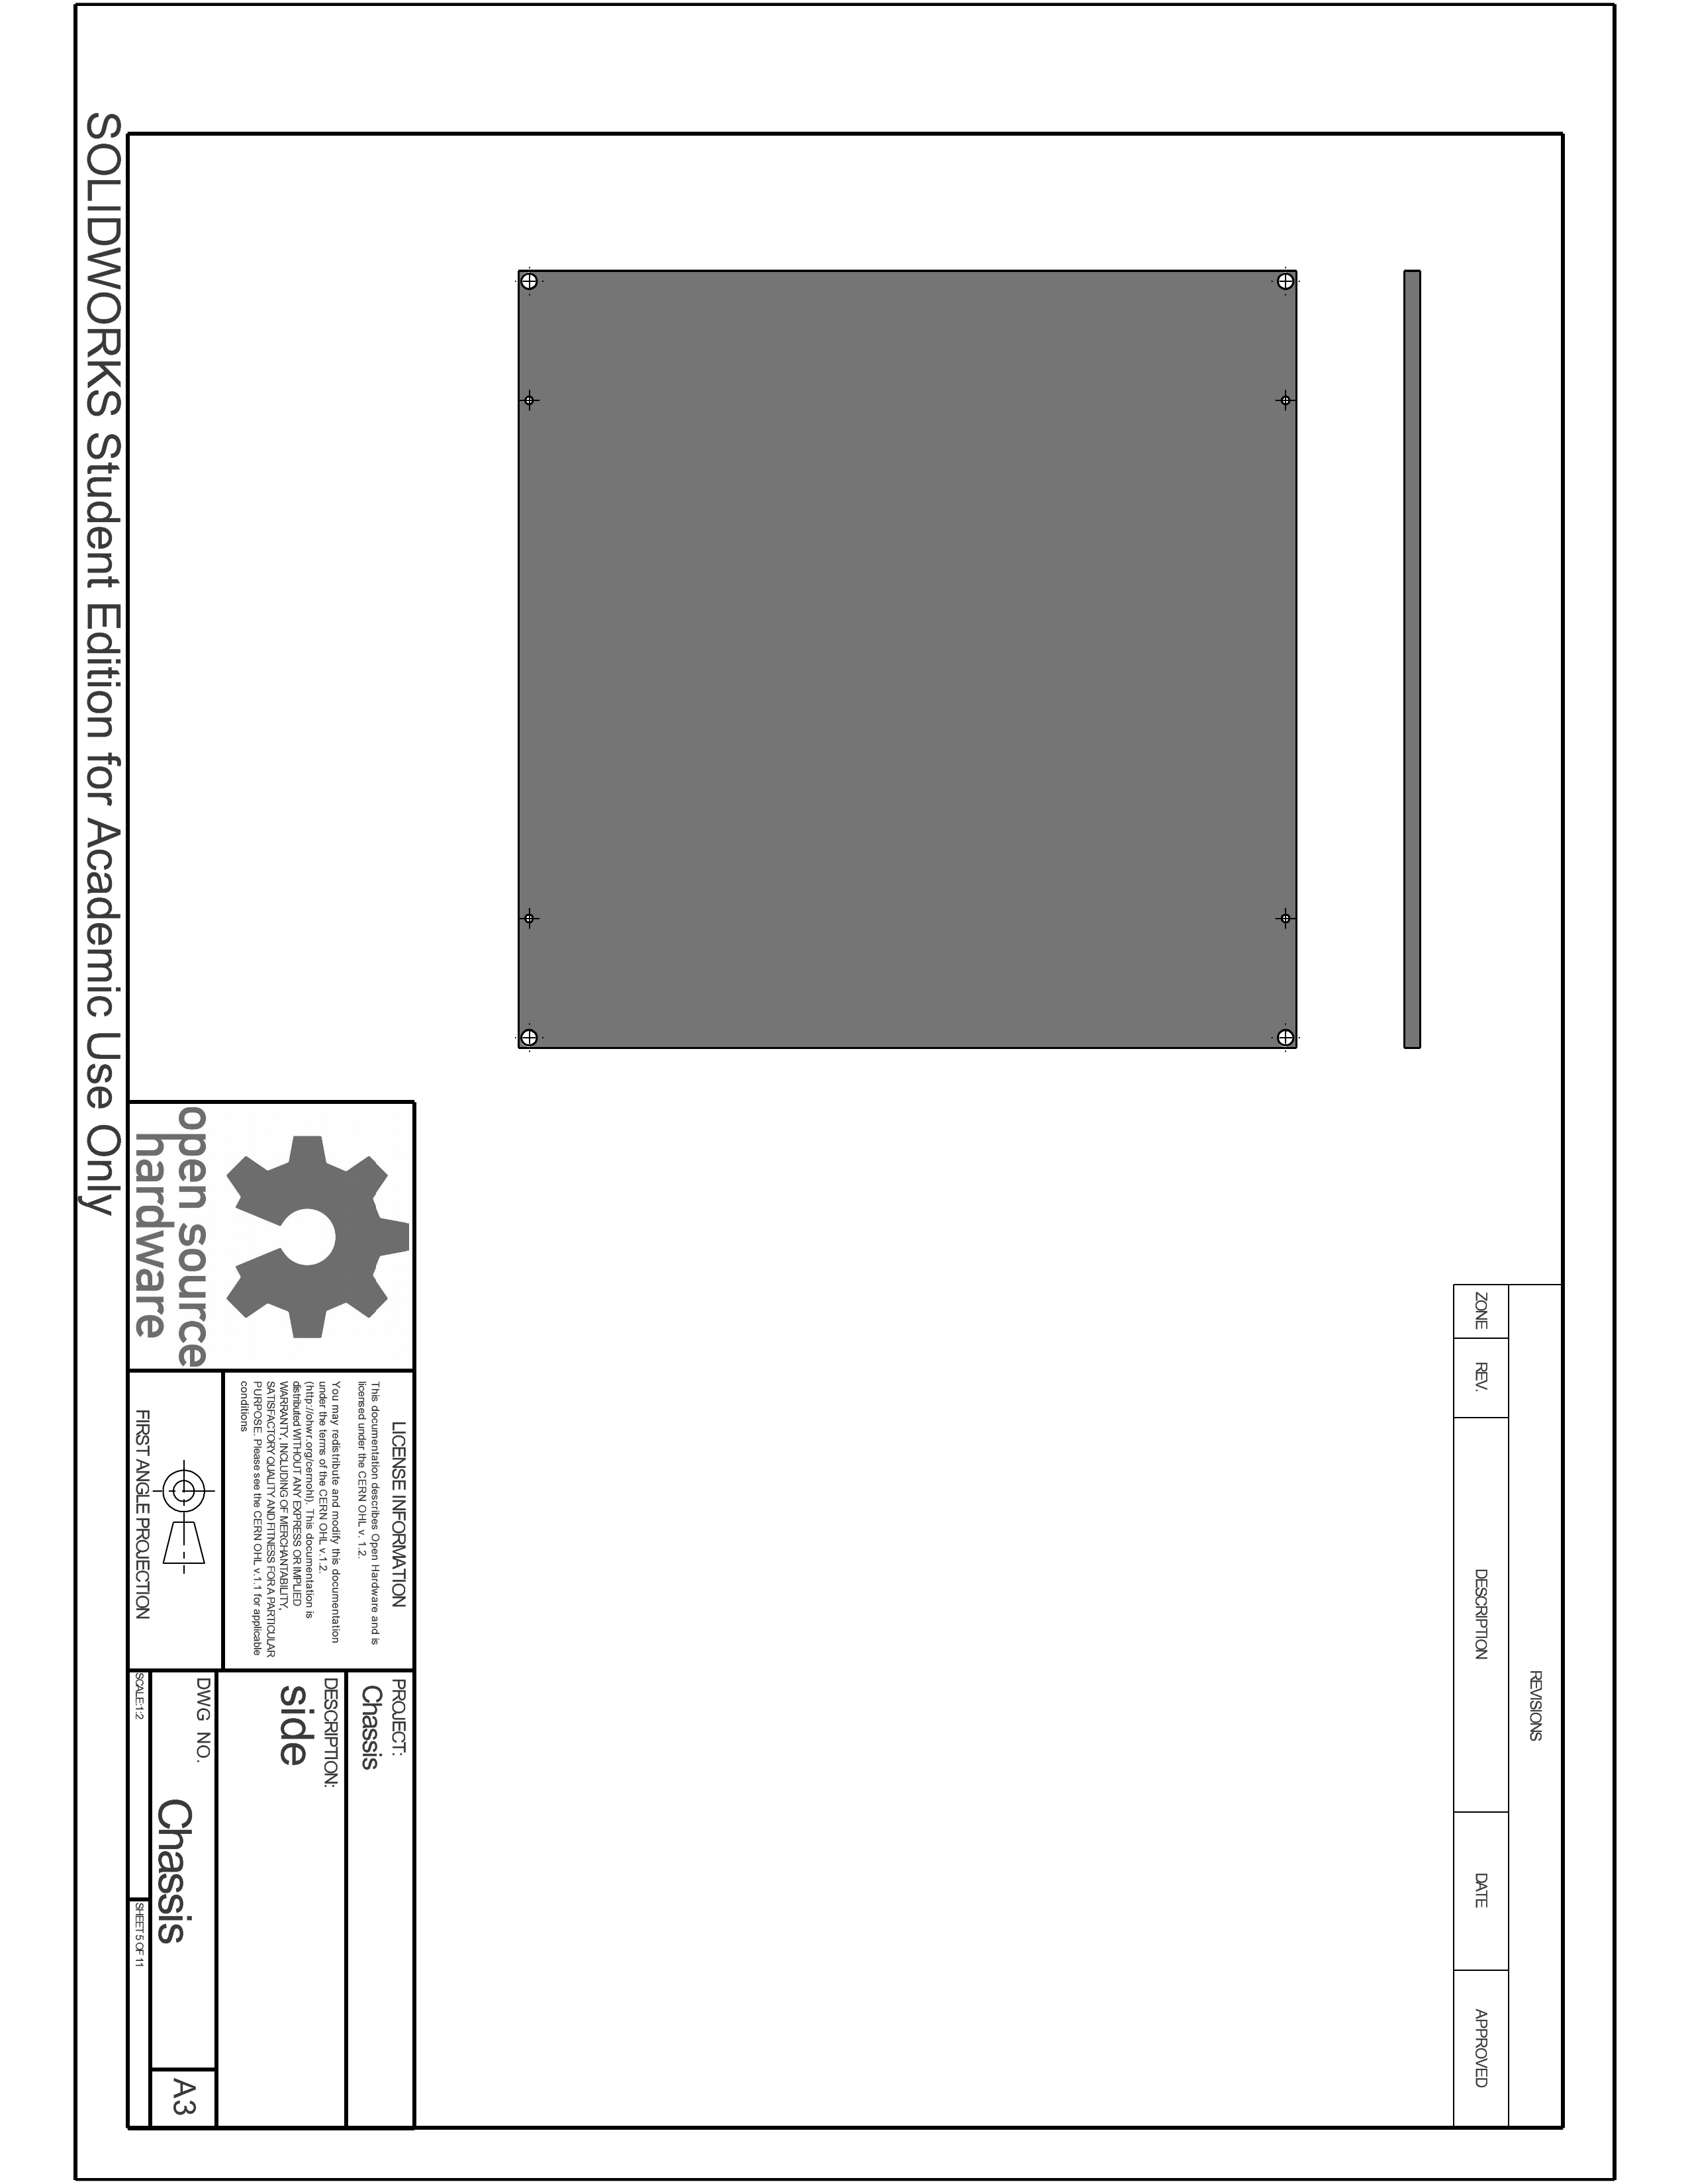 REVISIONS
ZONE
REV.
DESCRIPTION
DATE
APPROVED
open source
hardware
LICENSE INFORMATION
This documentation describes Open Hardware and is
licensed under the CERN OHL v. 1.2.
You may redistribute and modify this documentation
under the terms of the CERN OHL v.1.2.
(http://ohwr.org/cernohl). This documentation is
distributed WITHOUT ANY EXPRESS OR IMPLIED
WARRANTY, INCLUDING OF MERCHANTABILITY,
SATISFACTORY QUALITY AND FITNESS FOR A PARTICULAR
PURPOSE. Please see the CERN OHL v.1.1 for applicable
conditions
FIRST ANGLE PROJECTION
PROJECT:
Chassis
DESCRIPTION:
side
DWG NO.
Chassis
A3
SCALE:1:2
SHEET 5 OF 11
SOLIDWORKS Student Edition for Academic Use Only